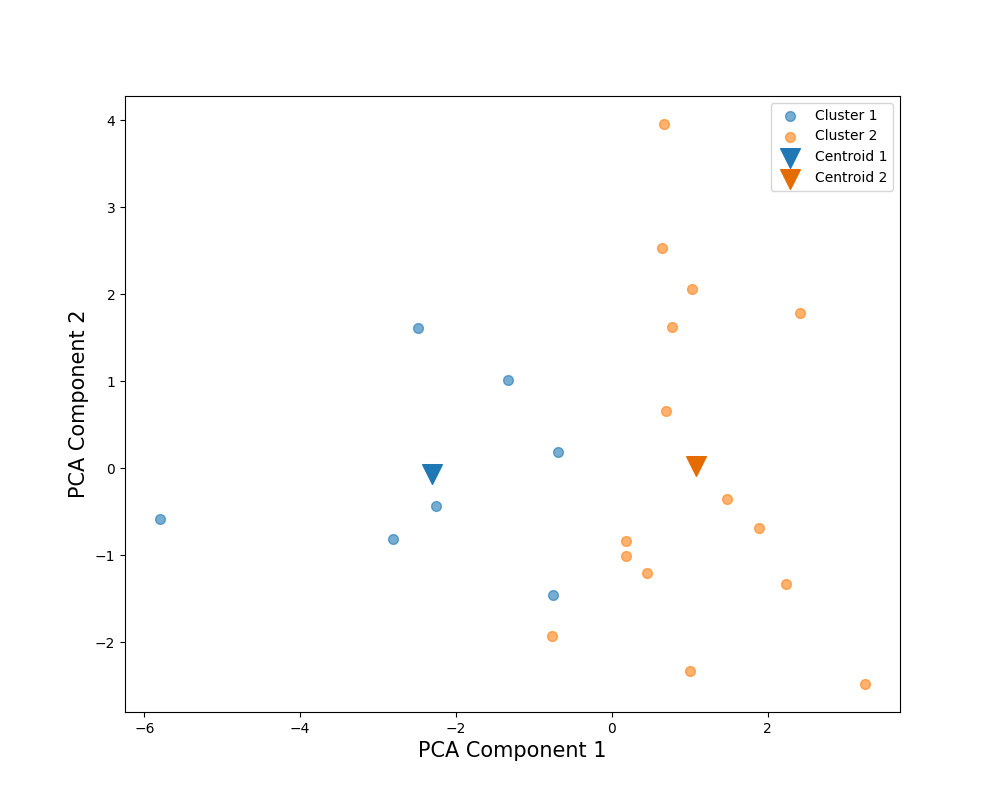 Cluster 1
Cluster 2
Centroid 1
Centroid 2
4
3
2
1
0
−1
−2
PCA Component 2
−6
−4
−2
0
2
PCA Component 1